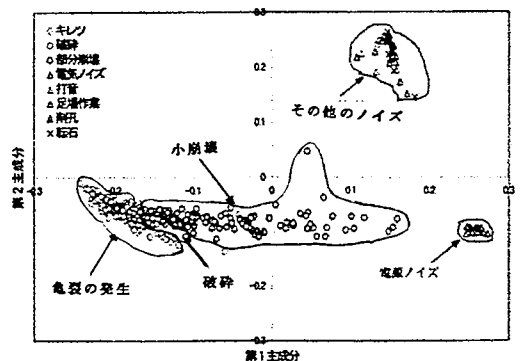 0.3
◇ キレツ
○ 破砕
○ 部分崩壊
△ 電気ノイズ
△ 打音
△ 足場作業
▲ 削孔
× 転石
0.2
その他のノイズ
0.1
小崩壊
第2主成分
0
-0.3
-0.2
-0.1
0
0.1
0.2
0.3
破砕
亀裂の発生
電源ノイズ
-0.2
第1主成分